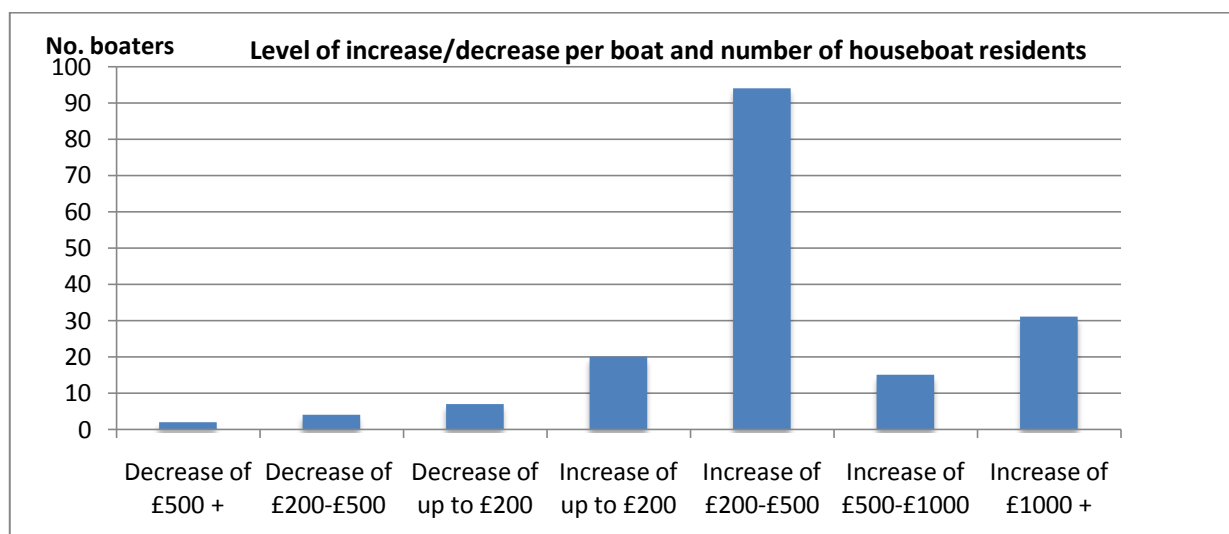 No. boaters Level of increase/decrease per boat and number of houseboat residents
100
90
80
70
60
50
40
30
20
10
0
Decrease of £500 +
Decrease of £200-£500
Decrease of up to £200
Increase of up to £200
Increase of £200-£500
Increase of £500-£1000
Increase of £1000 +